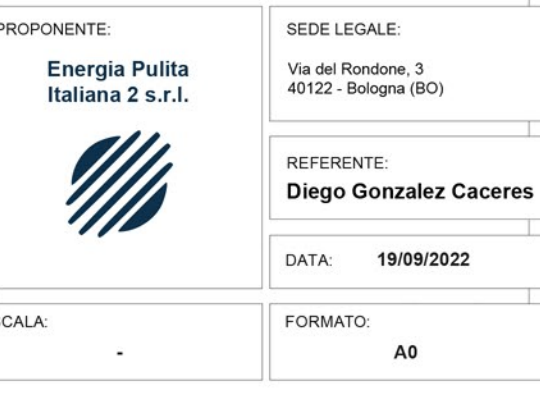 PROPONENTE:
Energia Pulita
Italiana 2 s.r.l.
SEDE LEGALE:
Via del Rondone, 3
40122 - Bologna (BO)
REFERENTE:
Diego Gonzalez Caceres
DATA: 19/09/2022
CALA:
-
FORMATO:
A0